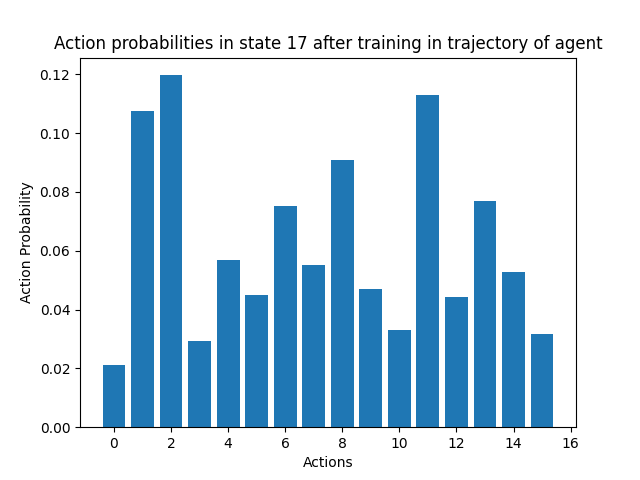 Action probabilities in state 17 after training in trajectory of agent
0.12
0.10
0.08
0.06
0.04
0.02
0.00
Action Probability
0 2 4 6 8 10 12 14 16
Actions